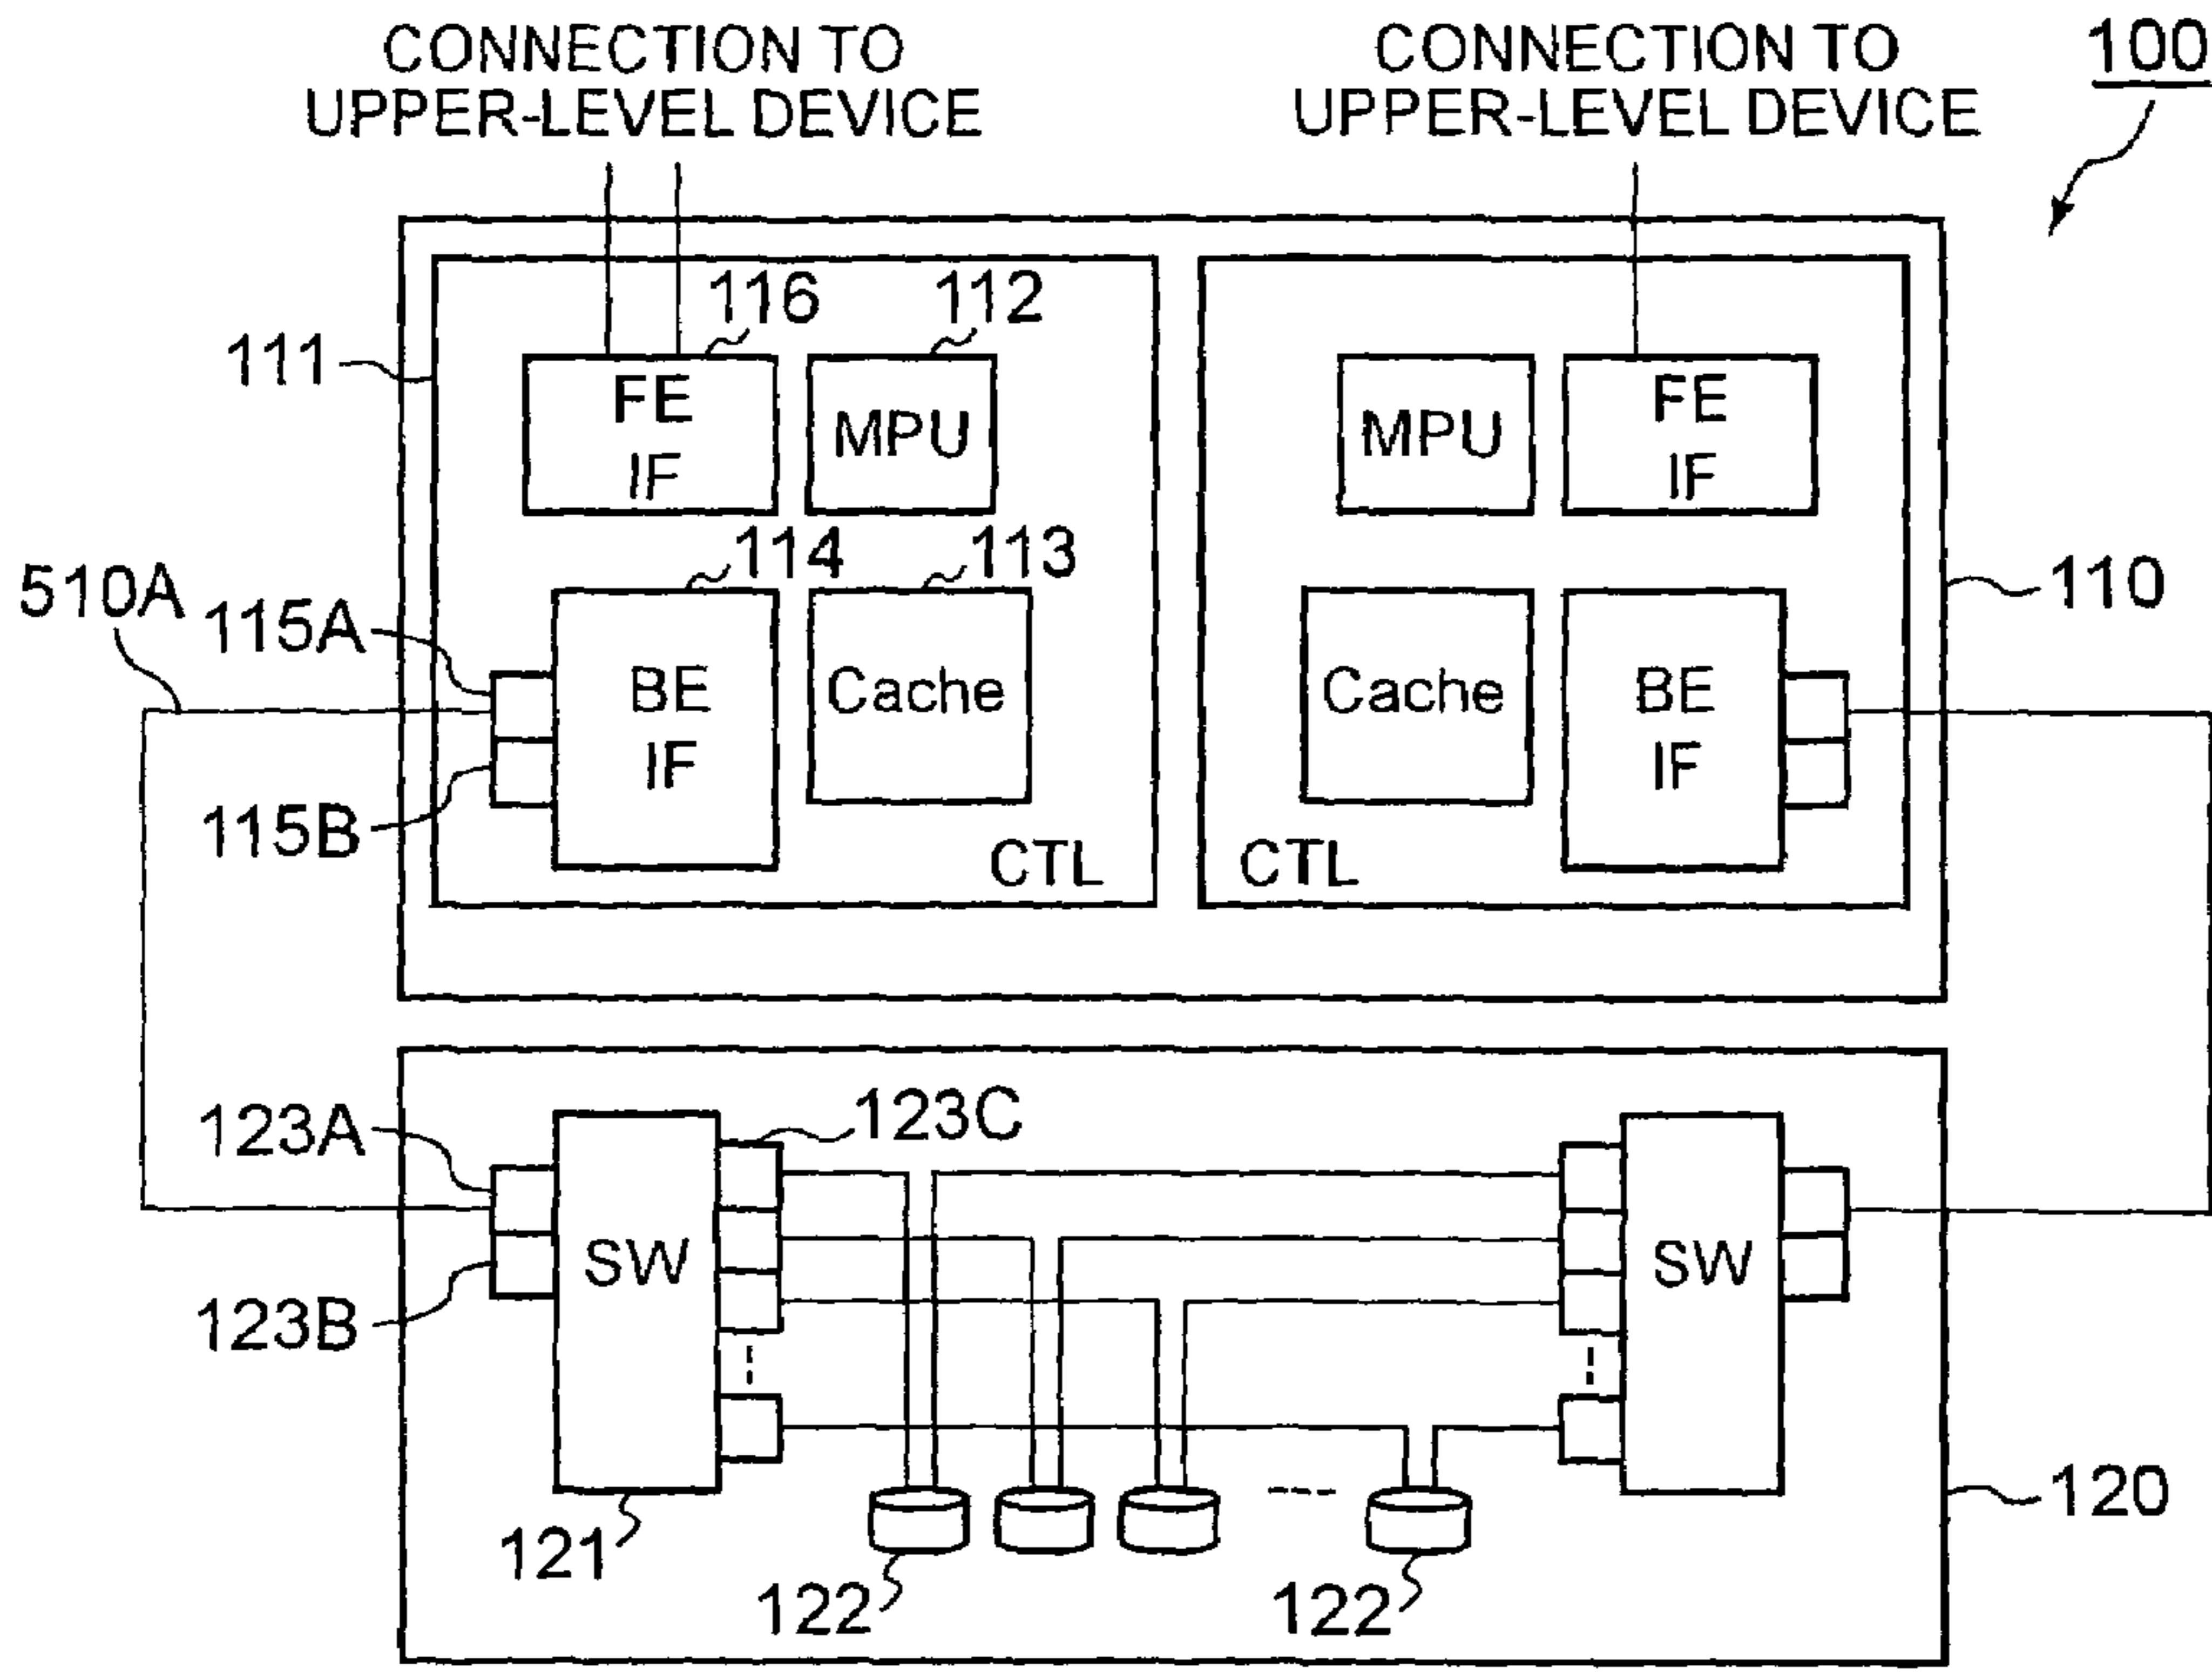 CONNECTION TO
UPPER-LEVEL DEVICE
CONNECTION TO
UPPER-LEVEL DEVICE
100
111
116
112
FE
IF
MPU
MPU
FE
IF
510A
115A
115B
114
113
BE
IF
Cache
Cache
BE
IF
110
CTL
CTL
123A
123B
123C
SW
SW
121
122
122
120